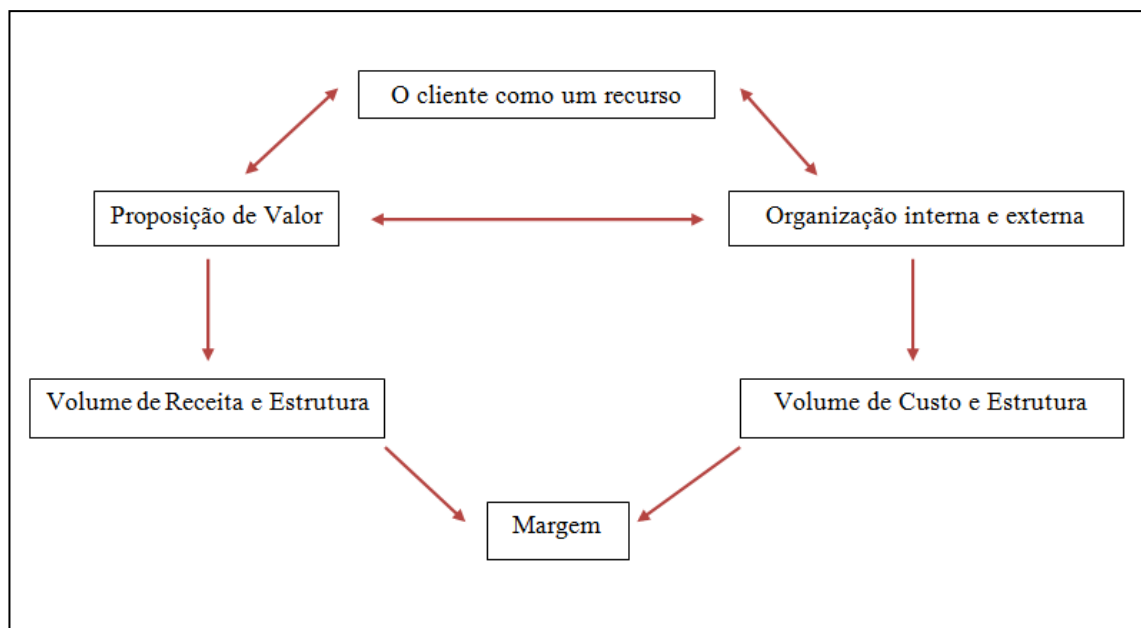 O cliente como um recurso
Proposição de Valor
Organização interna e externa
Volume de Receita e Estrutura
Volume de Custo e Estrutura
Margem